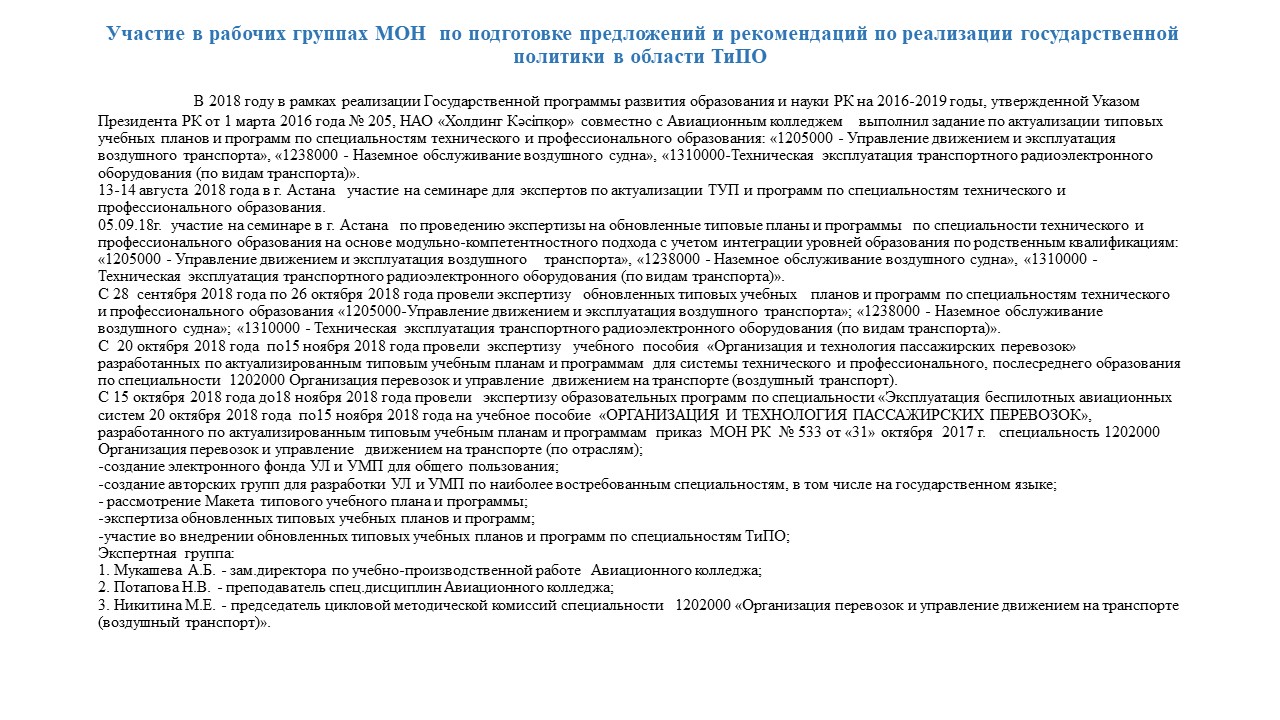 Участие в рабочих группах МОН по подготовке предложений и рекомендаций по реализации государственной
политики в области ТиПО
В 2018 году в рамках реализации Государственной программы развития образования и науки РК на 2016-2019 годы, утвержденной Указом
Президента РК от 1 марта 2016 года № 205, НАО «Холдинг Кәсіпқор» совместно с Авиационным колледжем выполнил задание по актуализации типовых
учебных планов и программ по специальностям технического и профессионального образования: «1205000 - Управление движением и эксплуатация
воздушного транспорта», «1238000 - Наземное обслуживание воздушного судна», «1310000-Техническая эксплуатация транспортного радиоэлектронного
оборудования (по видам транспорта)».
13-14 августа 2018 года в г. Астана участие на семинаре для экспертов по актуализации ТУП и программ по специальностям технического и
профессионального образования.
05.09.18г. участие на семинаре в г. Астана по проведению экспертизы на обновленные типовые планы и программы по специальности технического и
профессионального образования на основе модульно-компетентностного подхода с учетом интеграции уровней образования по родственным квалификациям:
«1205000 - Управление движением и эксплуатация воздушного транспорта», «1238000 - Наземное обслуживание воздушного судна», «1310000 -
Техническая эксплуатация транспортного радиоэлектронного оборудования (по видам транспорта)».
С 28 сентября 2018 года по 26 октября 2018 года провели экспертизу обновленных типовых учебных планов и программ по специальностям технического
и профессионального образования «1205000-Управление движением и эксплуатация воздушного транспорта»; «1238000 - Наземное обслуживание
воздушного судна»; «1310000 - Техническая эксплуатация транспортного радиоэлектронного оборудования (по видам транспорта)».
С 20 октября 2018 года по15 ноября 2018 года провели экспертизу учебного пособия «Организация и технология пассажирских перевозок»
разработанных по актуализированным типовым учебным планам и программам для системы технического и профессионального, послесреднего образования
по специальности 1202000 Организация перевозок и управление движением на транспорте (воздушный транспорт).
С 15 октября 2018 года до18 ноября 2018 года провели экспертизу образовательных программ по специальности «Эксплуатация беспилотных авиационных
систем 20 октября 2018 года по15 ноября 2018 года на учебное пособие «ОРГАНИЗАЦИЯ И ТЕХНОЛОГИЯ ПАССАЖИРСКИХ ПЕРЕВОЗОК»,
разработанного по актуализированным типовым учебным планам и программам приказ МОН РК № 533 от «31» октября 2017 г. специальность 1202000
Организация перевозок и управление движением на транспорте (по отраслям);
-создание электронного фонда УЛ и УМП для общего пользования;
-создание авторских групп для разработки УЛ и УМП по наиболее востребованным специальностям, в том числе на государственном языке;
- рассмотрение Макета типового учебного плана и программы;
-экспертиза обновленных типовых учебных планов и программ;
-участие во внедрении обновленных типовых учебных планов и программ по специальностям ТиПО;
Экспертная группа:
1. Мукашева А.Б. - зам.директора по учебно-производственной работе Авиационного колледжа;
2. Потапова Н.В. - преподаватель спец.дисциплин Авиационного колледжа;
3. Никитина М.Е. - председатель цикловой методической комиссий специальности 1202000 «Организация перевозок и управление движением на транспорте
(воздушный транспорт)».